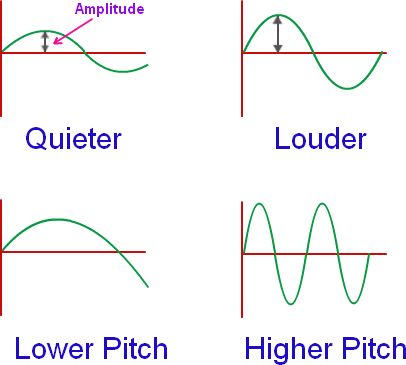 Amplitude
Quieter
Louder
Lower Pitch
Higher Pitch